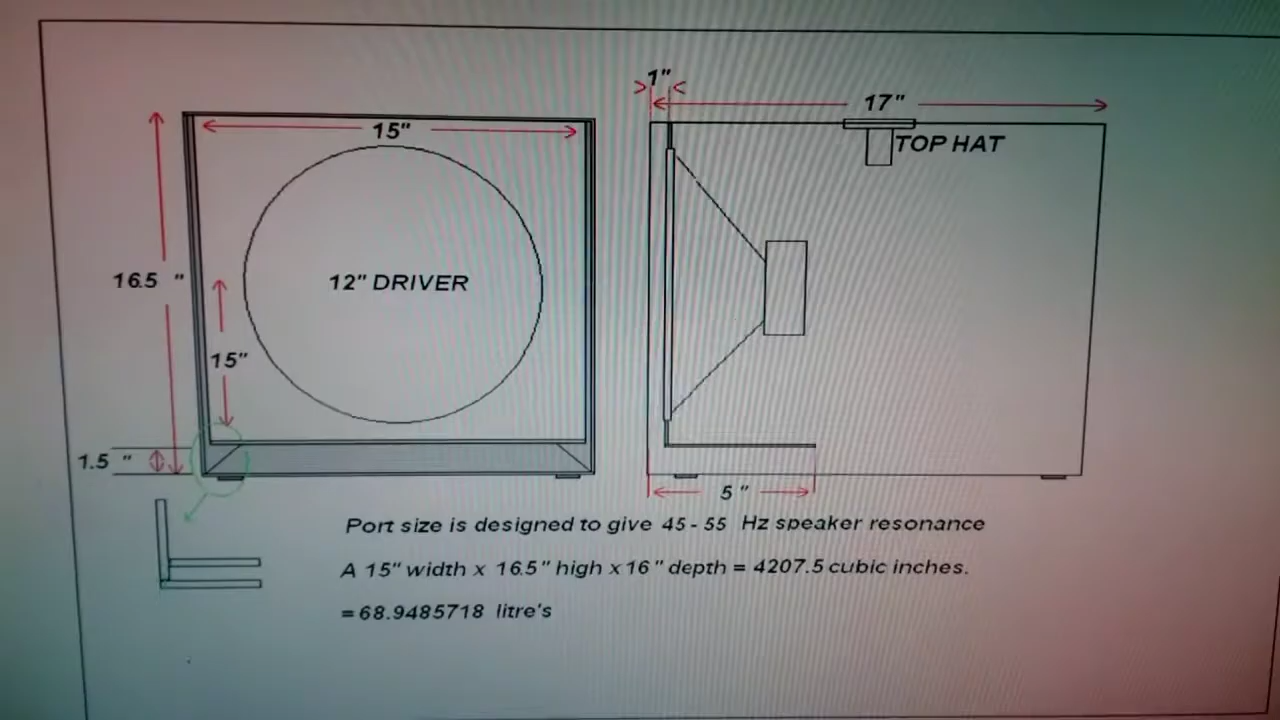 1"
17"
15"
TOP HAT
16.5 "
12" DRIVER
15"
1.5 "
5 "
Port size is designed to give 45 - 55 Hz speaker resonance
A 15" width x 16.5" high x 16" depth = 4207.5 cubic inches.
= 68.9485718 litre's